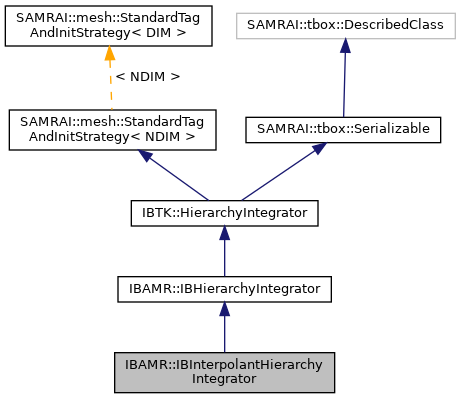 SAMRAI::mesh::StandardTag
AndInitStrategy< DIM >
SAMRAI::tbox::DescribedClass
< NDIM >
SAMRAI::mesh::StandardTag
AndInitStrategy< NDIM >
SAMRAI::tbox::Serializable
IBTK::HierarchyIntegrator
IBAMR::IBHierarchyIntegrator
IBAMR::IBInterpolantHierarchy
Integrator